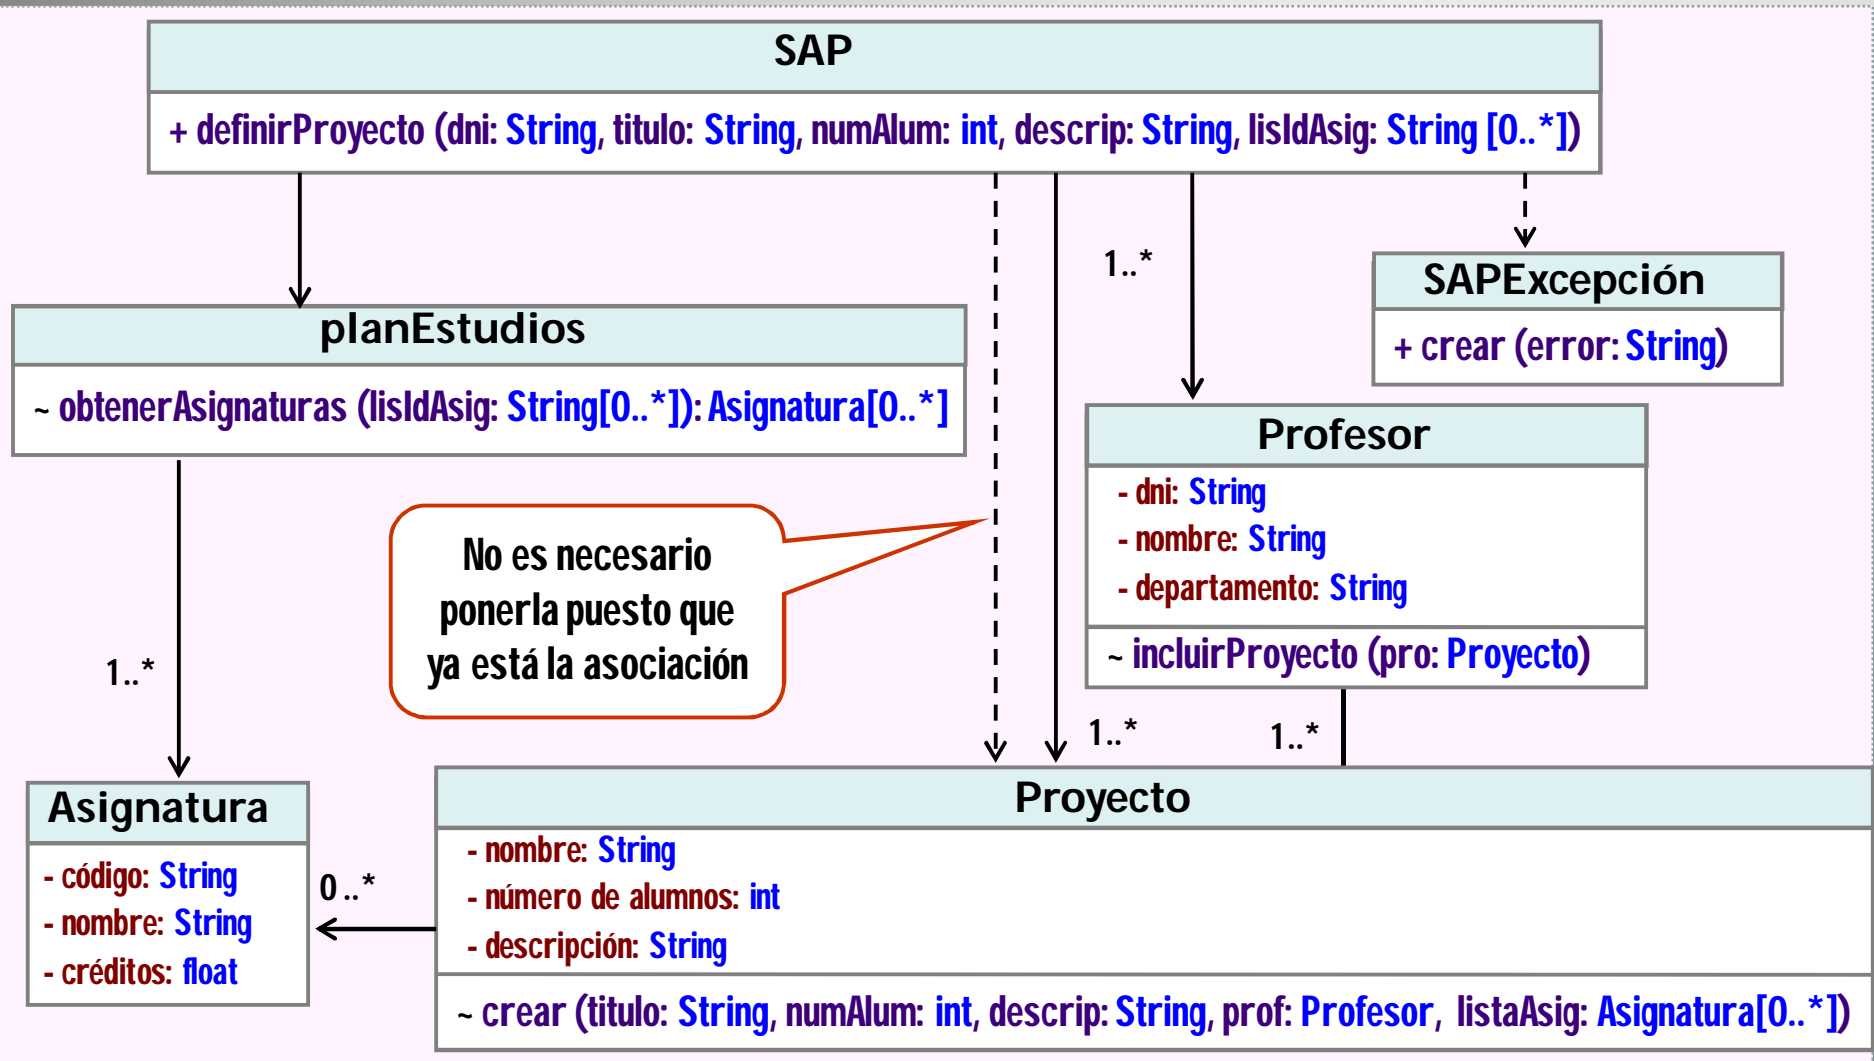 SAP
+ definirProyecto (dni: String, titulo: String, numAlum: int, descrip: String, lisIdAsig: String [0..*])
1..*
SAPExcepción
+ crear (error: String)
planEstudios
~ obtenerAsignaturas (lisIdAsig: String[0..*]): Asignatura[0..*]
Profesor
- dni: String
- nombre: String
- departamento: String
~ incluirProyecto (pro: Proyecto)
No es necesario
ponerla puesto que
ya está la asociación
1..*
1..*
1..*
Asignatura
- código: String
- nombre: String
- créditos: float
0 ..*
Proyecto
- nombre: String
- número de alumnos: int
- descripción: String
~ crear (titulo: String, numAlum: int, descrip: String, prof: Profesor, listaAsig: Asignatura[0..*])